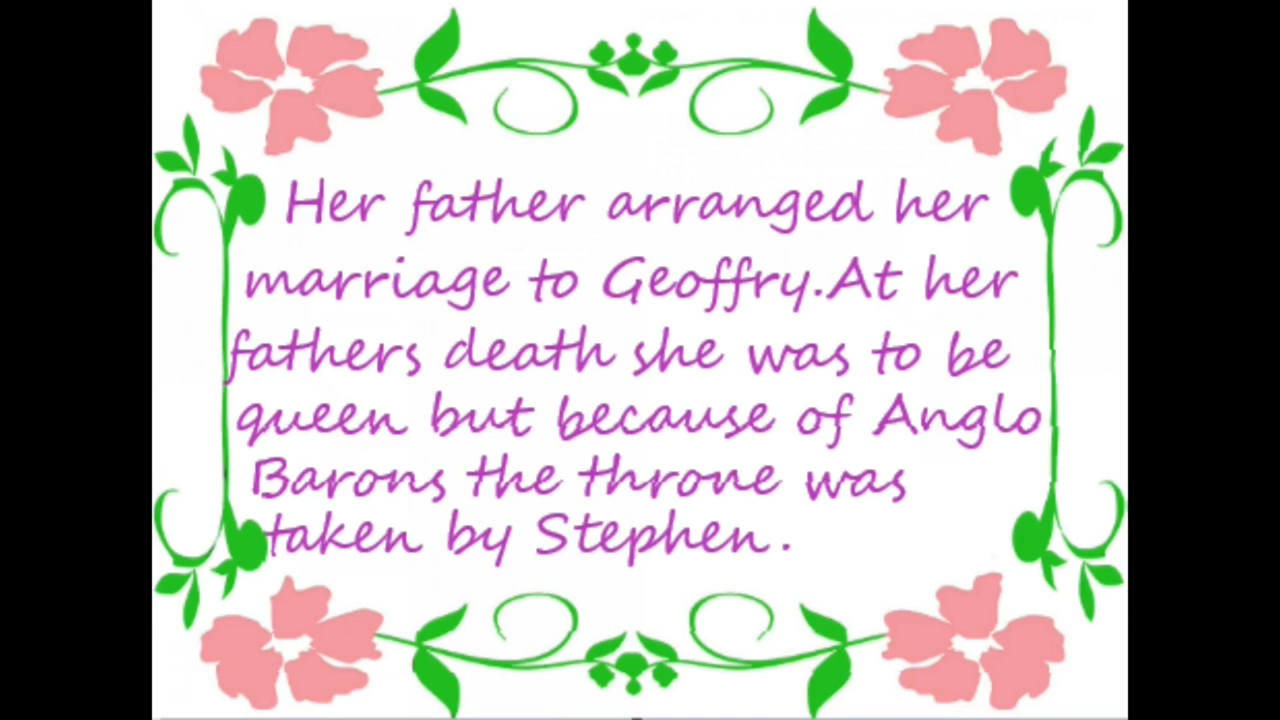 Her father arranged her
marriage to Geoffry.At her
fathers death she was to be
queen but because of Anglo
Barons the throne was
taken by Stephen.